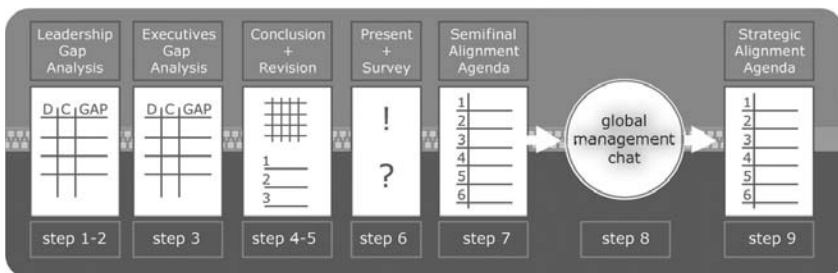 Leadership
Gap
Analysis
Executives
Gap
Analysis
Conclusion
+
Revision
Present
+
Survey
Semifinal
Alignment
Agenda
Strategic
Alignment
Agenda
D C GAP
D C GAP
1
2
3
!
?
1
2
3
4
5
6
global
management
chat
1
2
3
4
5
6
step 1-2
step 3
step 4-5
step 6
step 7
step 8
step 9